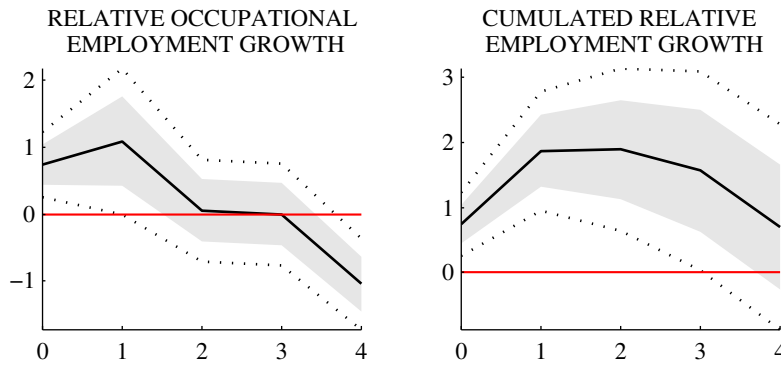 RELATIVE OCCUPATIONAL
EMPLOYMENT GROWTH
2
1
0
−1
0 1 2 3 4
CUMULATED RELATIVE
EMPLOYMENT GROWTH
3
2
1
0
0 1 2 3 4